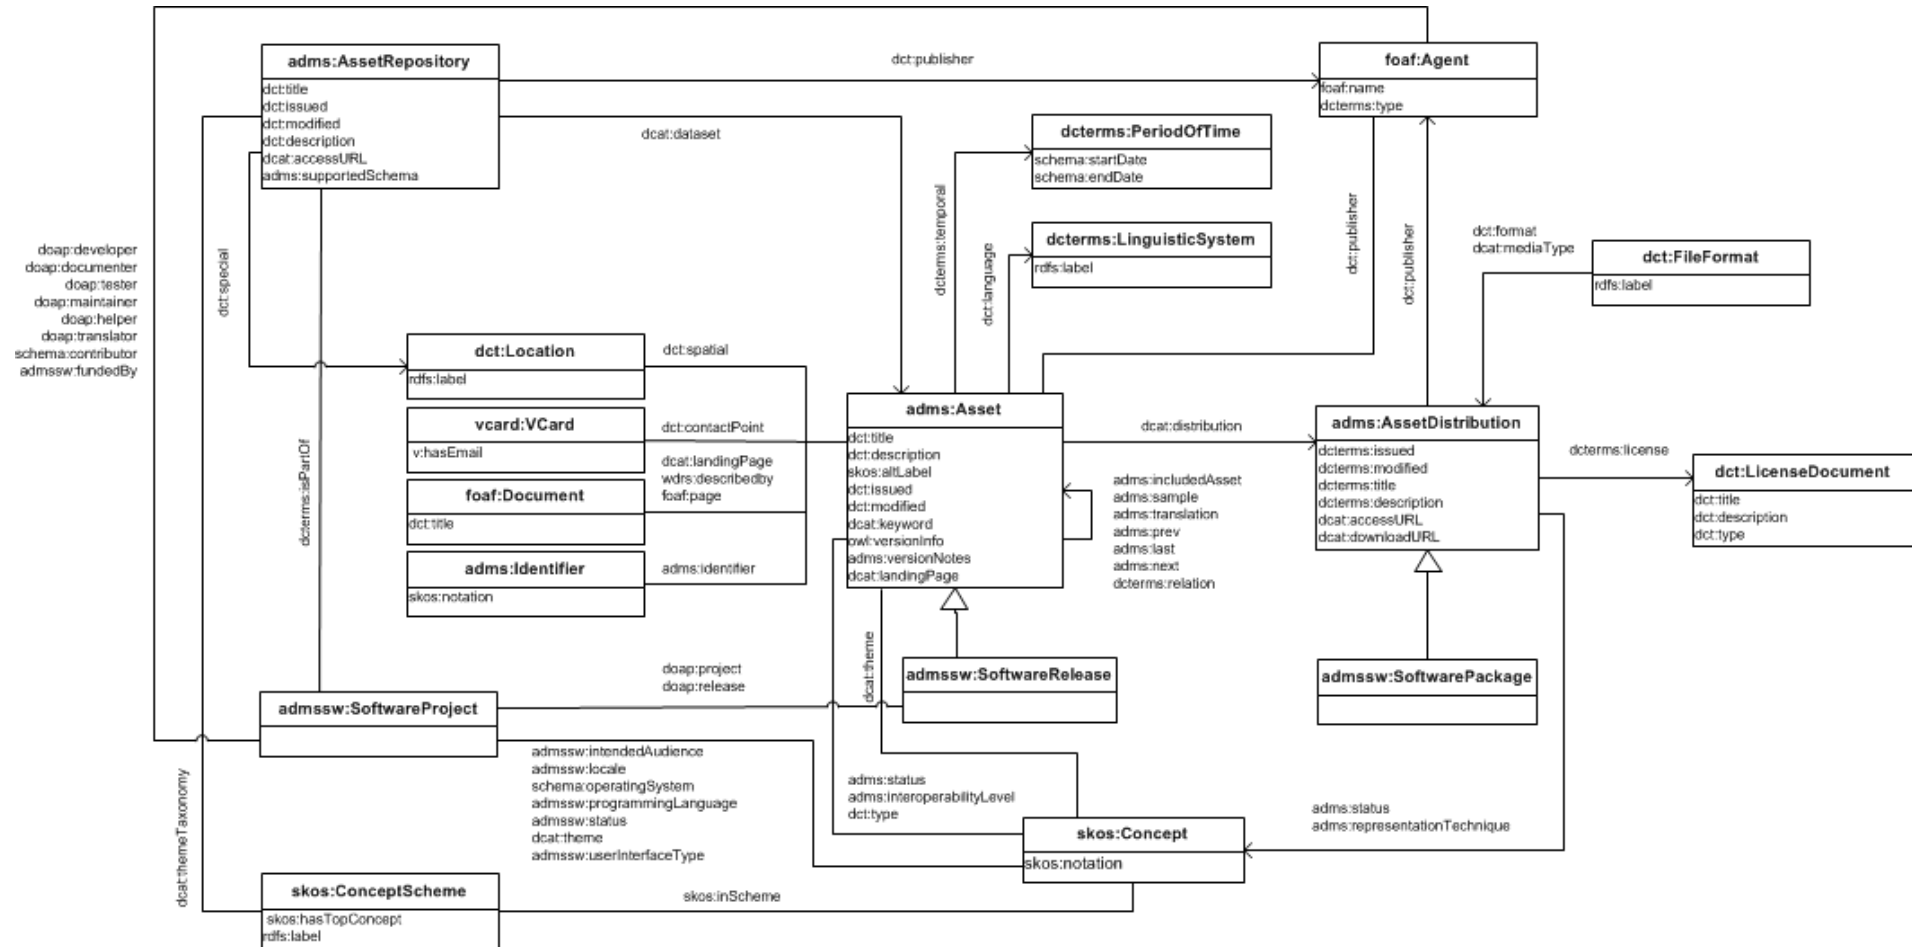 adms:AssetRepository
dct:title
dct:issued
dct:modified
dct:description
dcat:accessURL
adms:supportedSchema
dct:publisher
foaf:Agent
foaf:name
dcterms:type
dcat:dataset
dcterms:PeriodOfTime
schema:startDate
schema:endDate
dcterms:temporal
dcterms:LinguisticSystem
rdfs:label
dct:language
dct:publisher
dct:publisher
dct:format
dcat:mediaType
dct:FileFormat
rdfs:label
doap:developer
doap:documenter
doap:tester
doap:maintainer
doap:helper
doap:translator
schema:contributor
admssw:fundedBy
dct:special
dct:Location
rdfs:label
dct:spatial
vcard:VCard
v:hasEmail
dct:contactPoint
dcat:landingPage
wdrs:describedby
foaf:page
foaf:Document
dct:title
adms:Identifier
skos:notation
adms:identifier
dcterms:isPartOf
adms:Asset
dct:title
dct:description
skos:altLabel
dct:issued
dct:modified
dcat:keyword
owl:versionInfo
adms:versionNotes
dcat:landingPage
dcat:distribution
adms:includedAsset
adms:sample
adms:translation
adms:prev
adms:last
adms:next
dcterms:relation
adms:AssetDistribution
dcterms:issued
dcterms:modified
dcterms:title
dcterms:description
dcat:accessURL
dcat:downloadURL
dcterms:license
dct:LicenseDocument
dct:title
dct:description
dct:type
dcat:theme
admssw:SoftwareRelease
admssw:SoftwarePackage
doap:project
doap:release
admssw:SoftwareProject
admssw:intendedAudience
admssw:locale
schema:operatingSystem
admssw:programmingLanguage
admssw:status
dcat:theme
admssw:userInterfaceType
adms:status
adms:interoperabilityLevel
dct:type
skos:Concept
skos:notation
adms:status
adms:representationTechnique
dcat:themeTaxonomy
skos:ConceptScheme
skos:hasTopConcept
rdfs:label
skos:inScheme